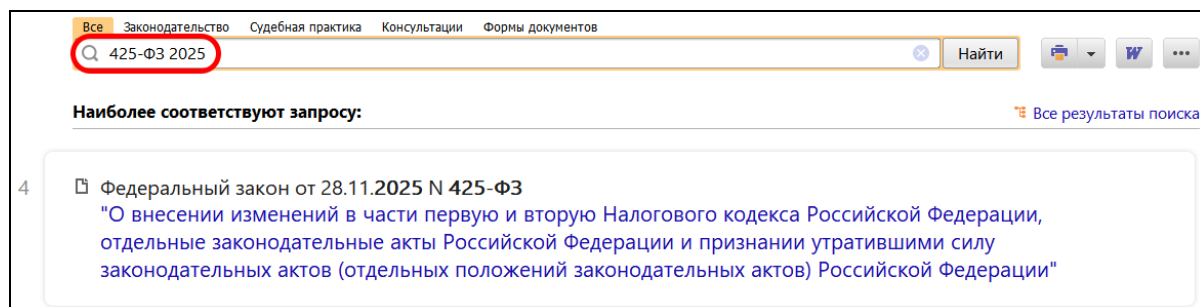 Все Законодательство Судебная практика Консультации Формы документов
425-ФЗ 2025 Найти W ...
Наиболее соответствуют запросу: Все результаты поиска
4 Федеральный закон от 28.11.2025 N 425-ФЗ
"О внесении изменений в части первую и вторую Налогового кодекса Российской Федерации,
отдельные законодательные акты Российской Федерации и признании утратившими силу
законодательных актов (отдельных положений законодательных актов) Российской Федерации"